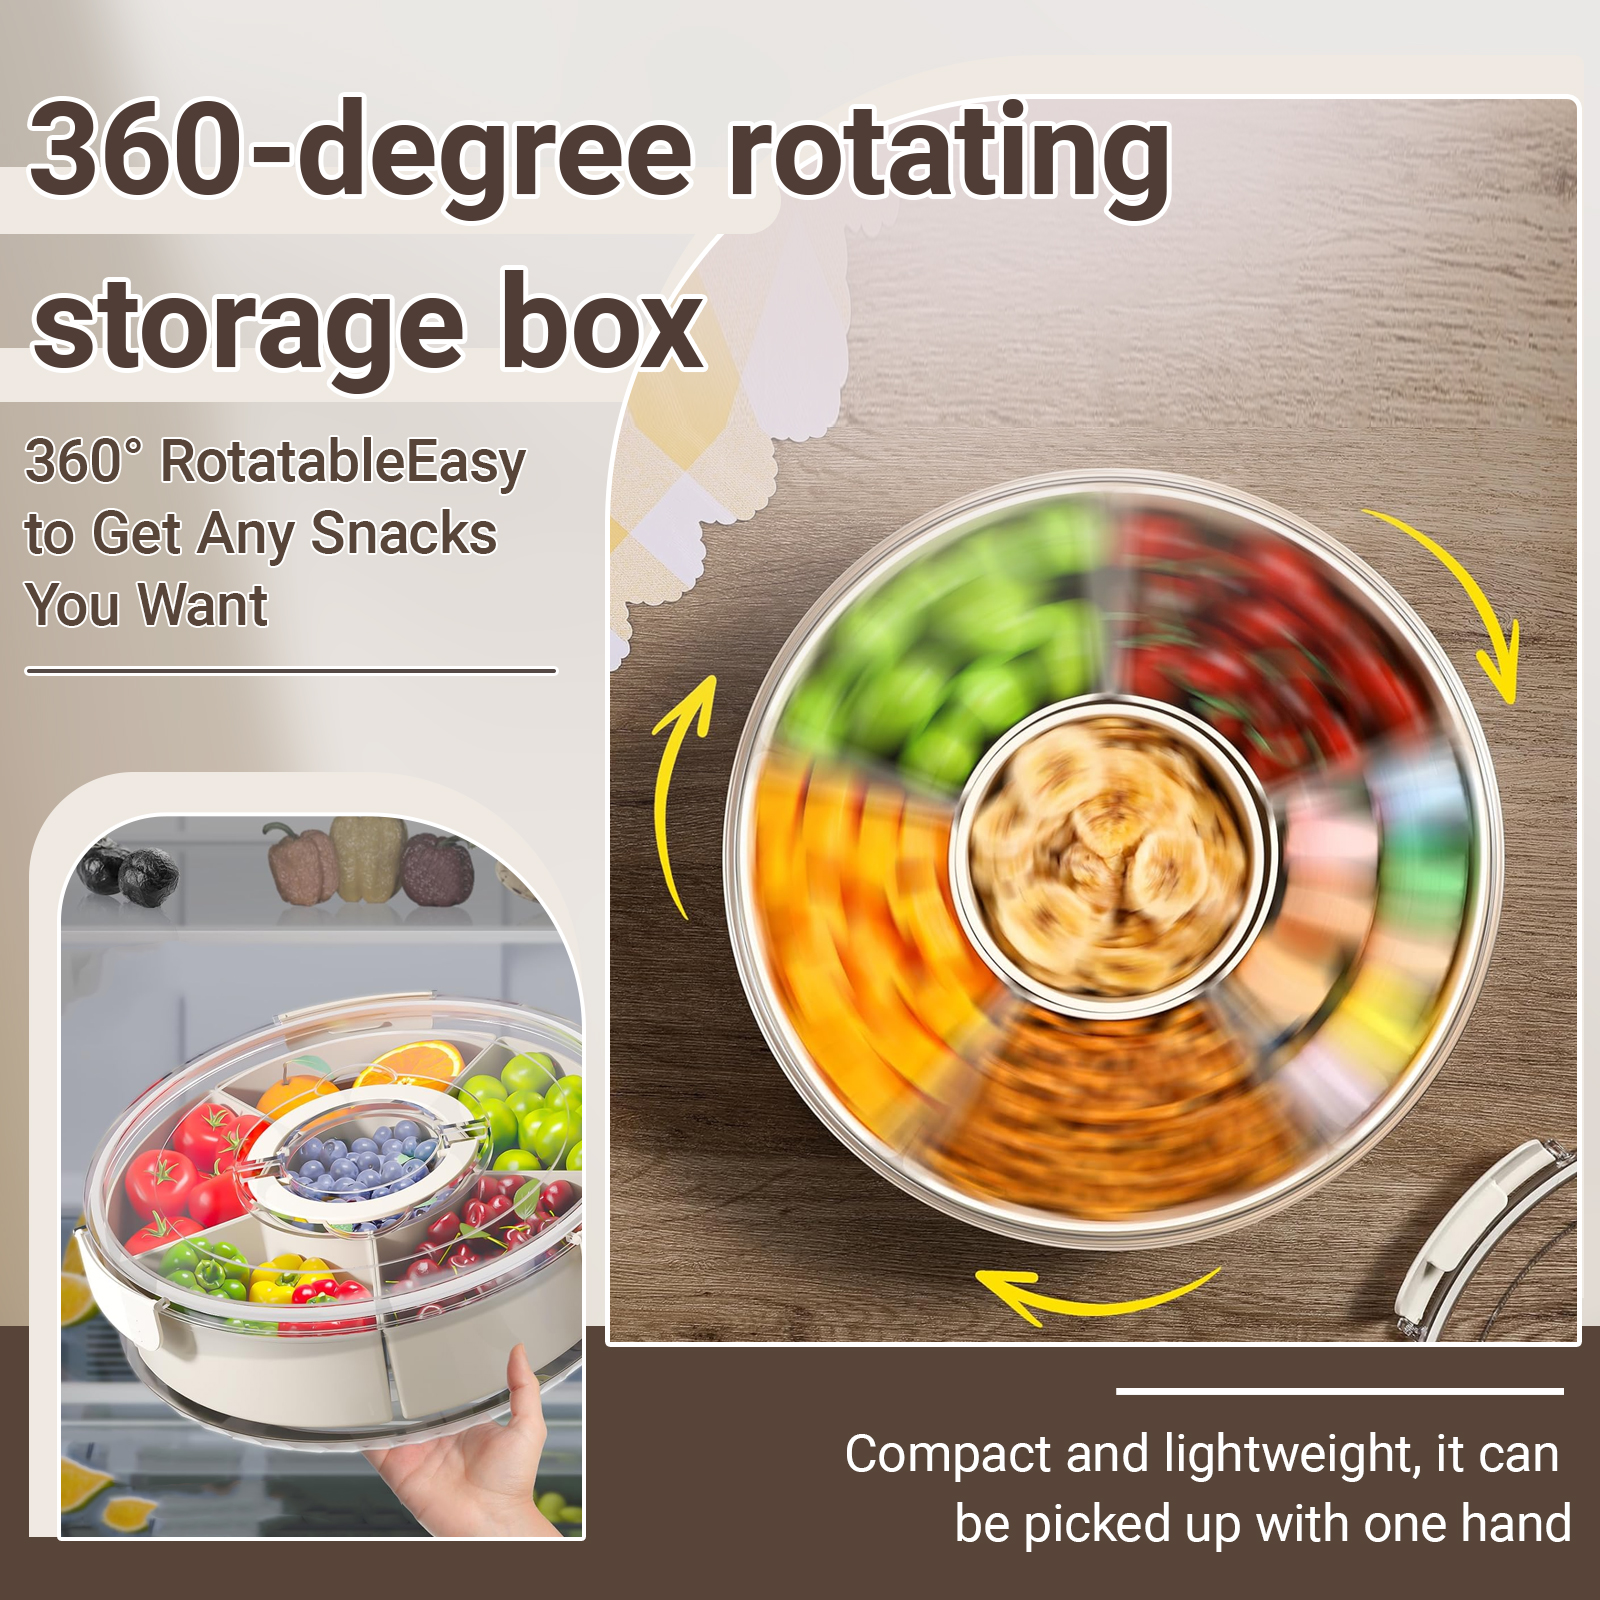 360-degree rotating
storage box
360° RotatableEasy
to Get Any Snacks
You Want
Compact and lightweight, it can
be picked up with one hand